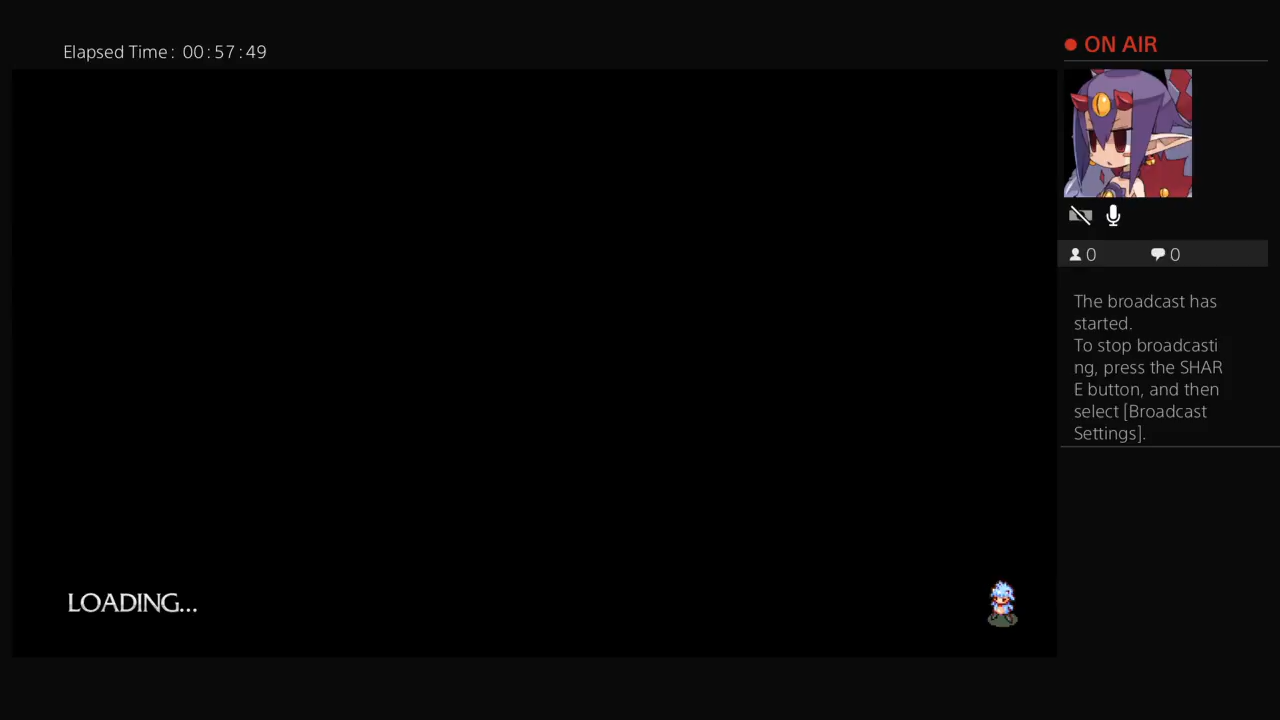 Elapsed Time: 00:57:49
ON AIR
0 0
The broadcast has
started.
To stop broadcasti
ng, press the SHAR
E button, and then
select [Broadcast
Settings].
LOADING...